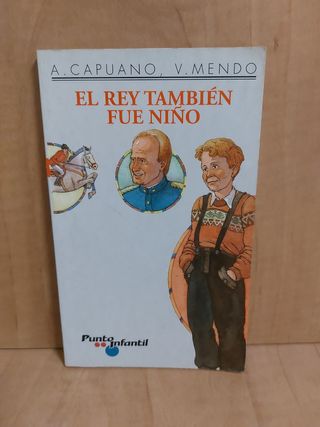 A. CAPUANO, V. MENDO
EL REY TAMBIÉN
FUE NIÑO
Punto
infantil